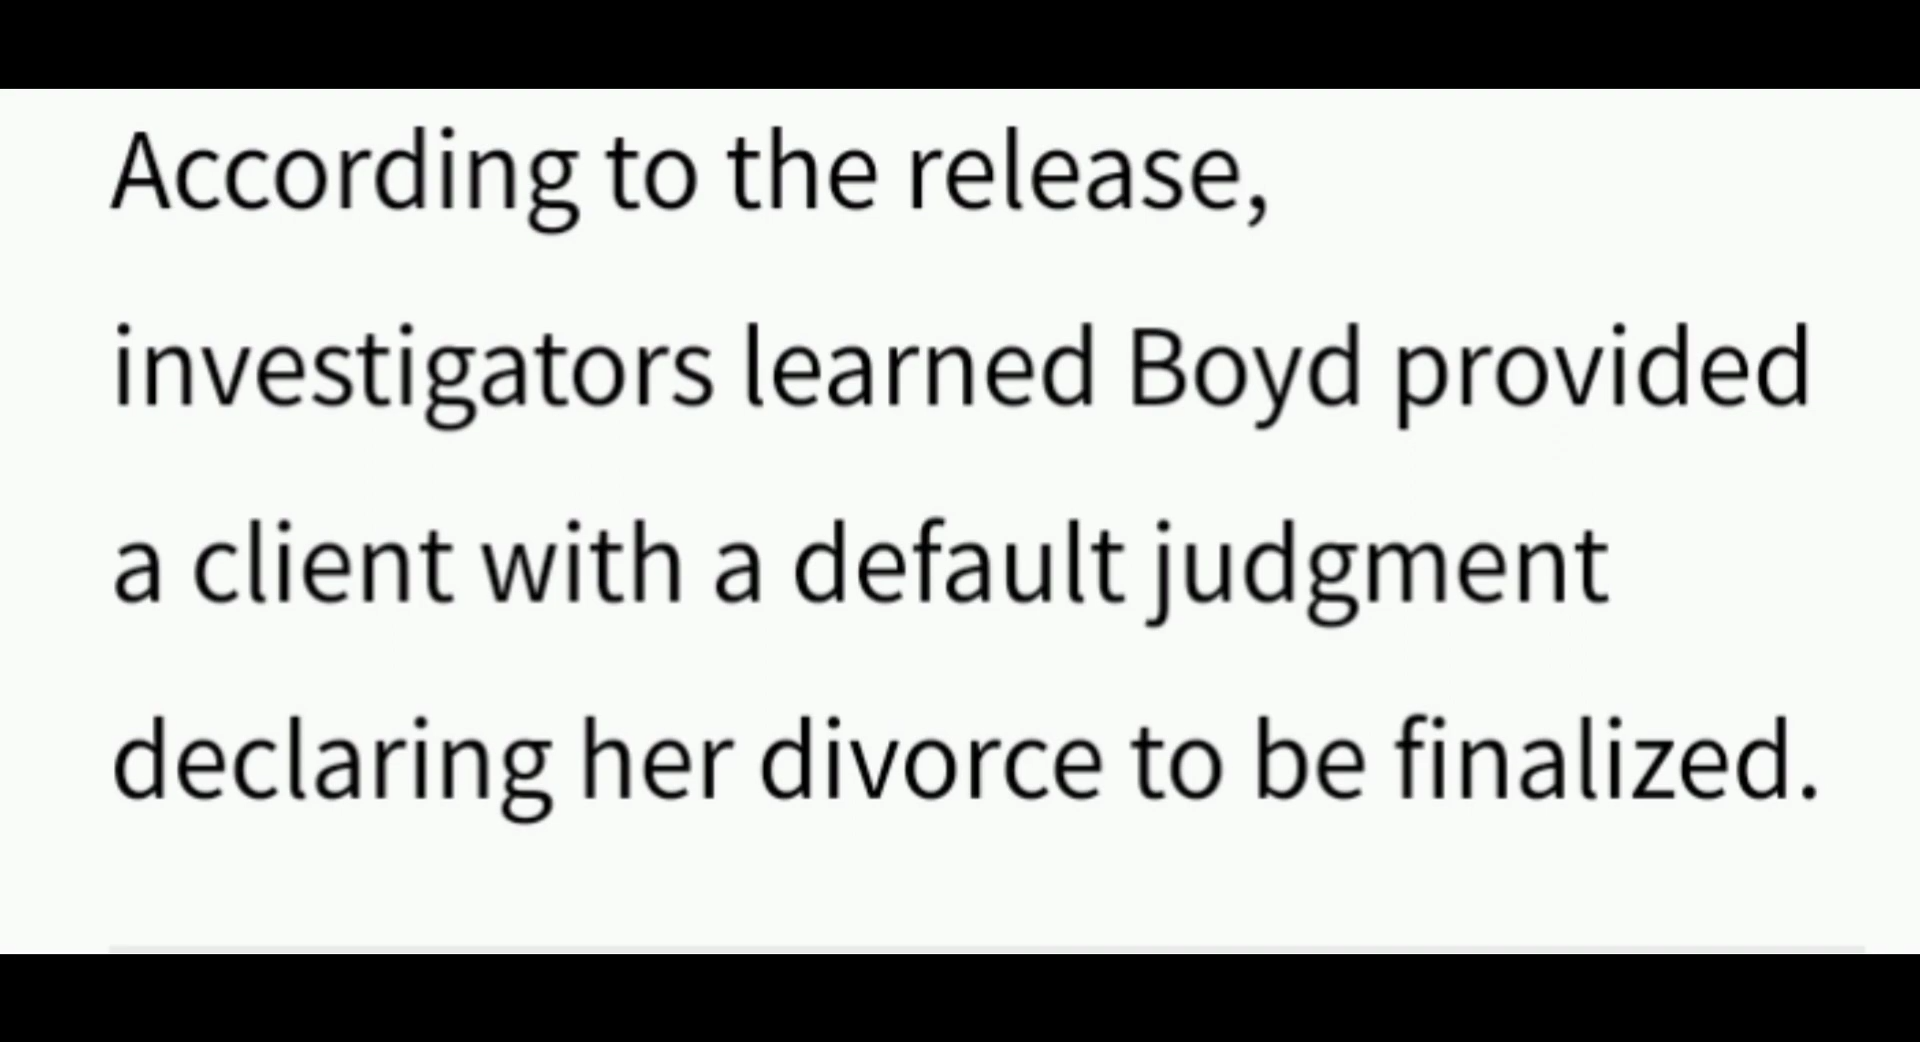 According to the release,
investigators learned Boyd provided
a client with a default judgment
declaring her divorce to be finalized.